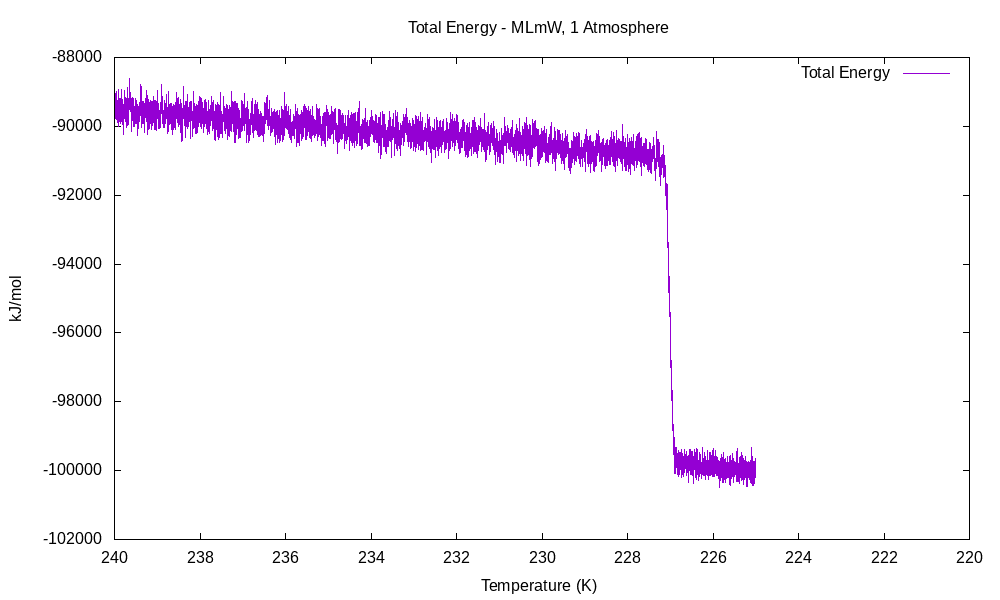 Total Energy - MLmW, 1 Atmosphere
Total Energy
-88000
-90000
-92000
-94000
-96000
-98000
-100000
-102000
kJ/mol
240 238 236 234 232 230 228 226 224 222 220
Temperature (K)